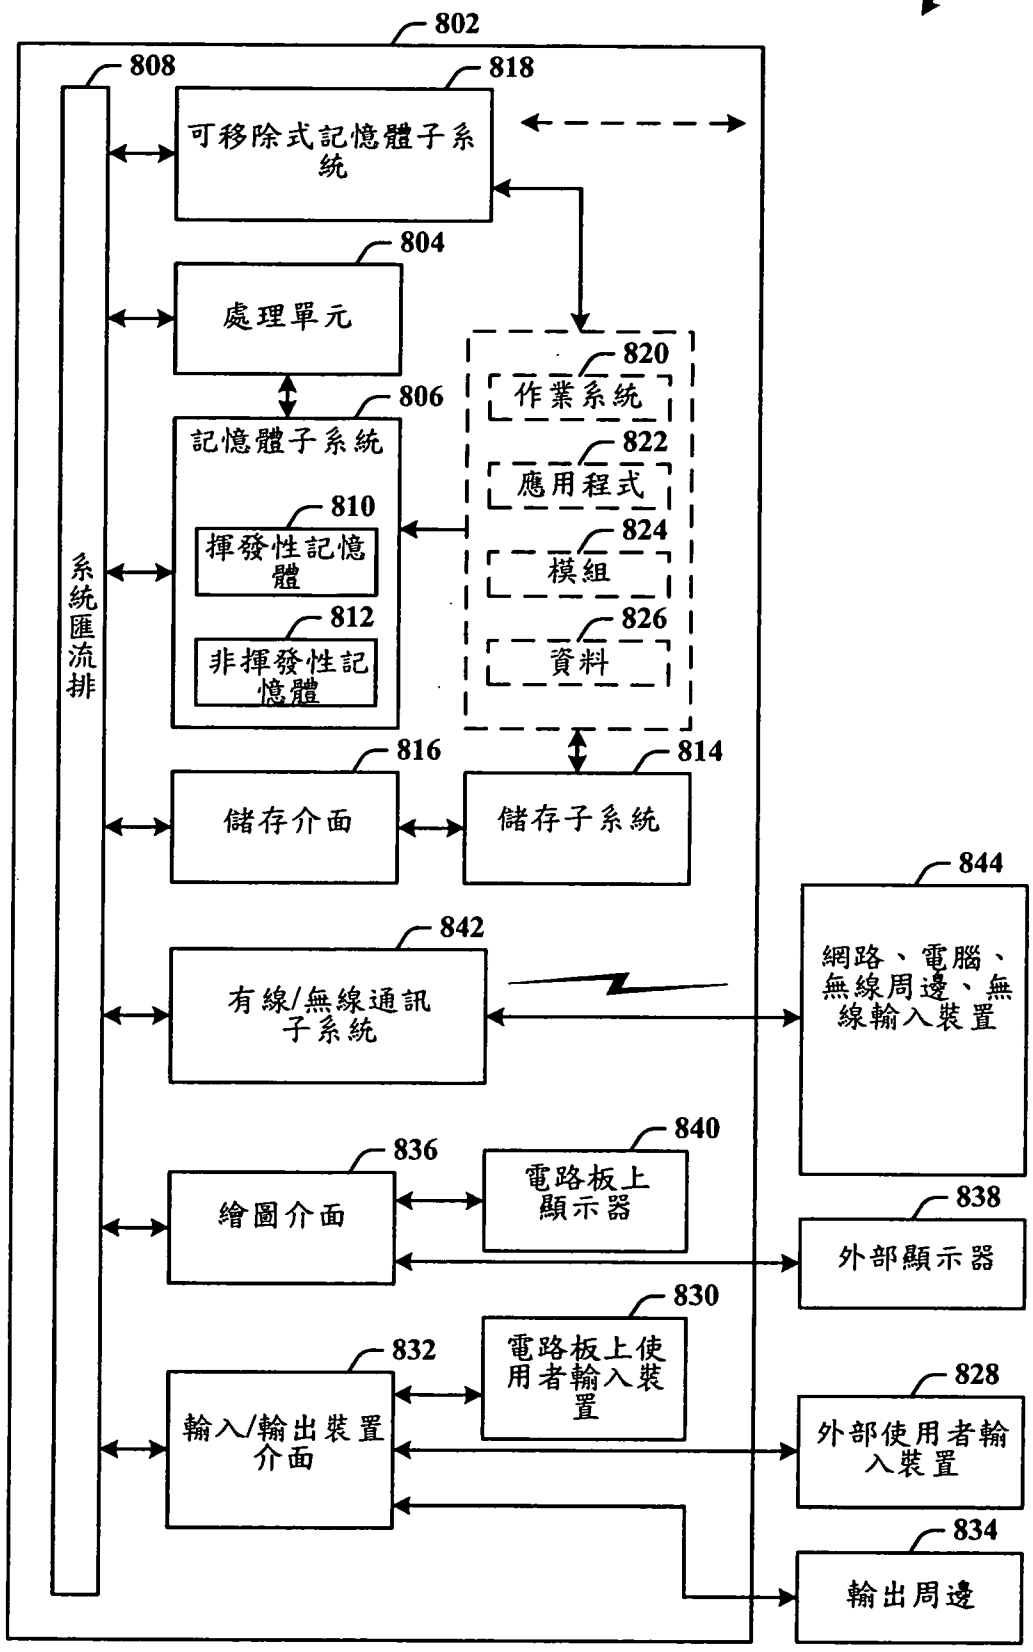 802
808
818
可移除式記憶體子系
統
804
處理單元
806
記憶體子系統
810
揮發性記憶
體
812
非揮發性記
憶體
820
作業系統
822
應用程式
824
模組
826
資料
系統匯流排
816
儲存介面
814
儲存子系統
842
有線/無線通訊
子系統
844
網路、電腦、
無線周邊、無
線輸入裝置
836
繪圖介面
840
電路板上
顯示器
838
外部顯示器
832
輸入/輸出裝置
介面
830
電路板上使
用者輸入裝
置
828
外部使用者輸
入裝置
834
輸出周邊